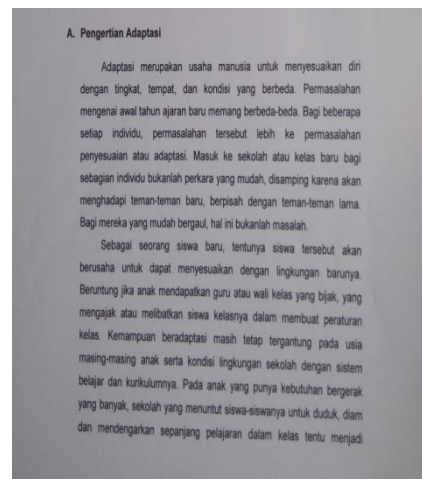 A. Pengertian Adaptasi
Adaptasi merupakan usaha manusia untuk menyesuaikan diri
dengan tingkat, tempat, dan kondisi yang berbeda. Permasalahan
mengenai awal tahun ajaran baru memang berbeda-beda. Bagi beberapa
setiap individu, permasalahan tersebut lebih ke permasalahan
penyesuaian atau adaptasi. Masuk ke sekolah atau kelas baru bagi
sebagian individu bukanlah perkara yang mudah, disamping karena akan
menghadapi teman-teman baru, berpisah dengan teman-teman lama.
Bagi mereka yang mudah bergaul, hal ini bukanlah masalah.
Sebagai seorang siswa baru, tentunya siswa tersebut akan
berusaha untuk dapat menyesuaikan dengan lingkungan barunya.
Beruntung jika anak mendapatkan guru atau wali kelas yang bijak, yang
mengajak atau melibatkan siswa kelasnya dalam membuat peraturan
kelas. Kemampuan beradaptasi masih tetap tergantung pada usia
masing-masing anak serta kondisi lingkungan sekolah dengan sistem
belajar dan kurikulumnya. Pada anak yang punya kebutuhan bergerak
yang banyak, sekolah yang menuntut siswa-siswanya untuk duduk, diam
dan mendengarkan sepanjang pelajaran dalam kelas tentu menjadi